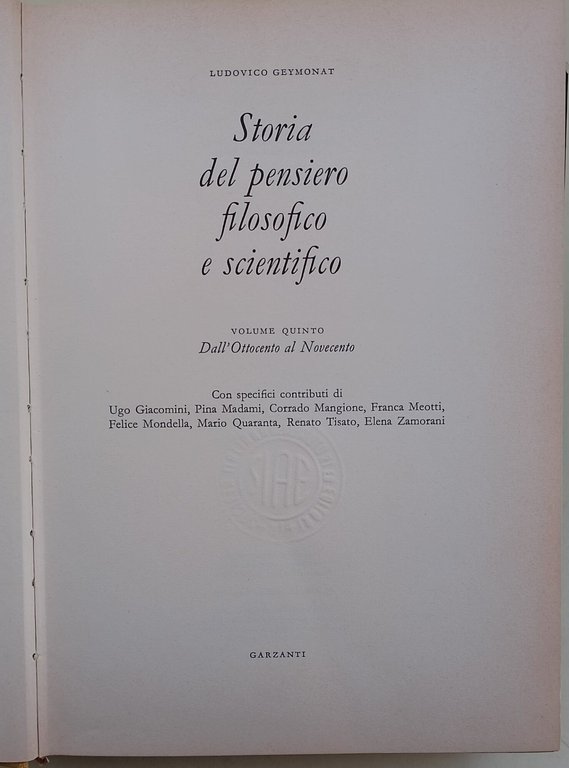 LUDOVICO GEYMONAT
Storia
del pensiero
filosofico
e scientifico
VOLUME QUINTO
Dall'Ottocento al Novecento
Con specifici contributi di
Ugo Giacomini, Pina Madami, Corrado Mangione, Franca Meotti,
Felice Mondella, Mario Quaranta, Renato Tisato, Elena Zamorani
GARZANTI